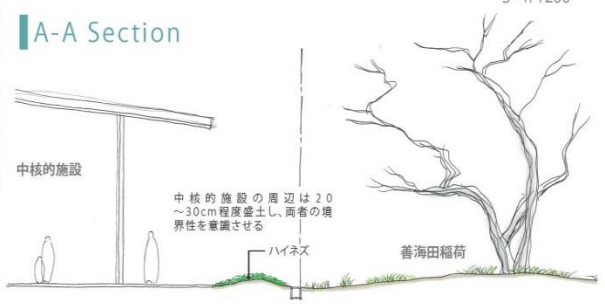 A-A Section
中核的施設
中核的施設の周辺は20
～30cm程度盛土し、両者の境
界性を意識させる
ハイネズ
善海田稲荷